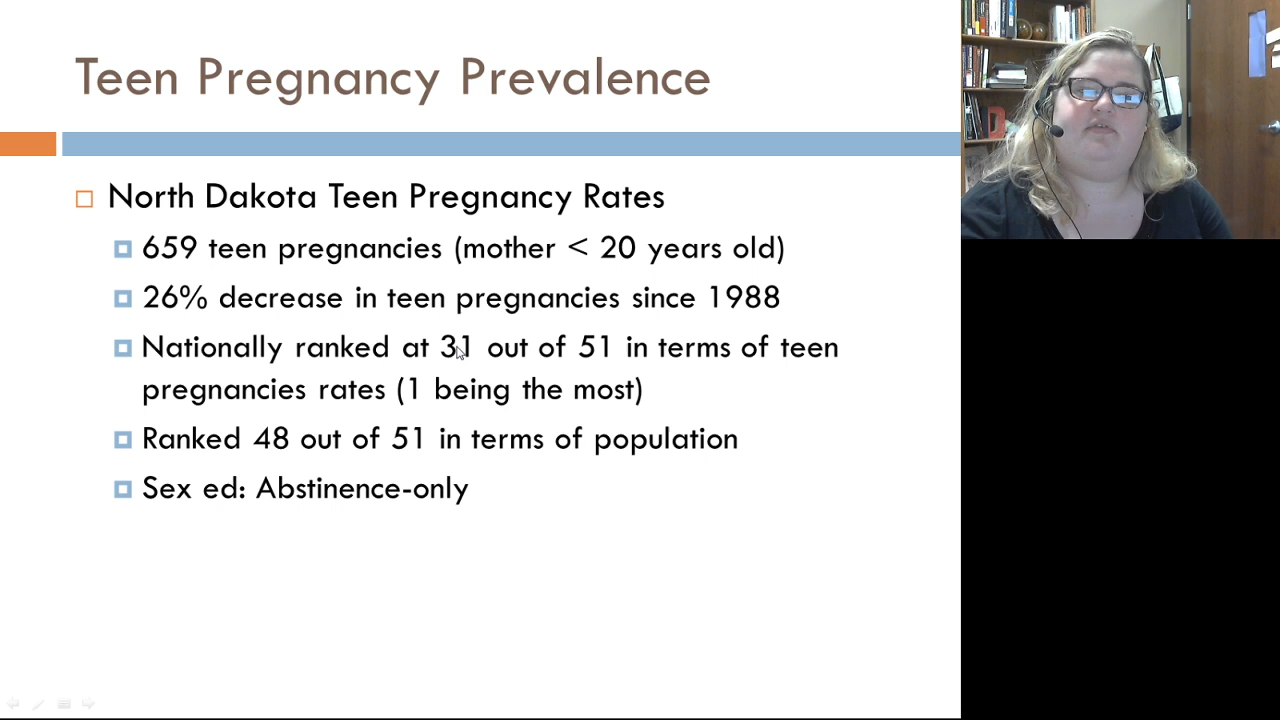 Teen Pregnancy Prevalence
North Dakota Teen Pregnancy Rates
659 teen pregnancies (mother < 20 years old)
26% decrease in teen pregnancies since 1988
Nationally ranked at 31 out of 51 in terms of teen
pregnancies rates (1 being the most)
Ranked 48 out of 51 in terms of population
Sex ed: Abstinence-only